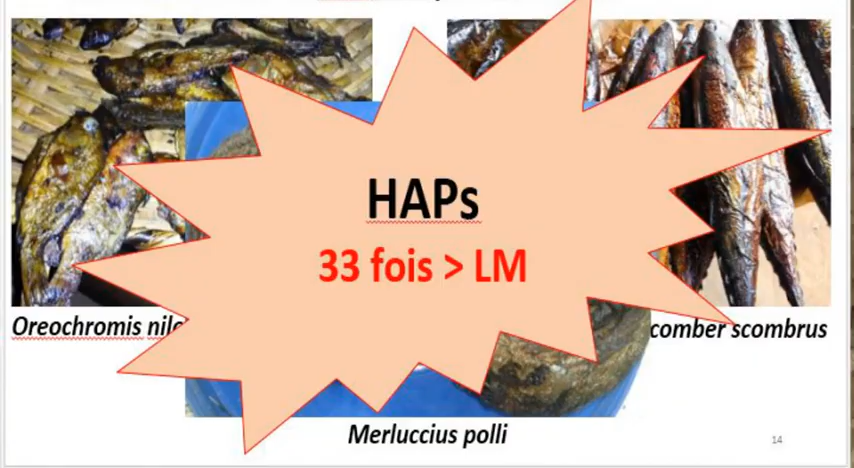 HAPs
33 fois > LM
Oreochromis nilo
comber scombrus
Merluccius polli
14